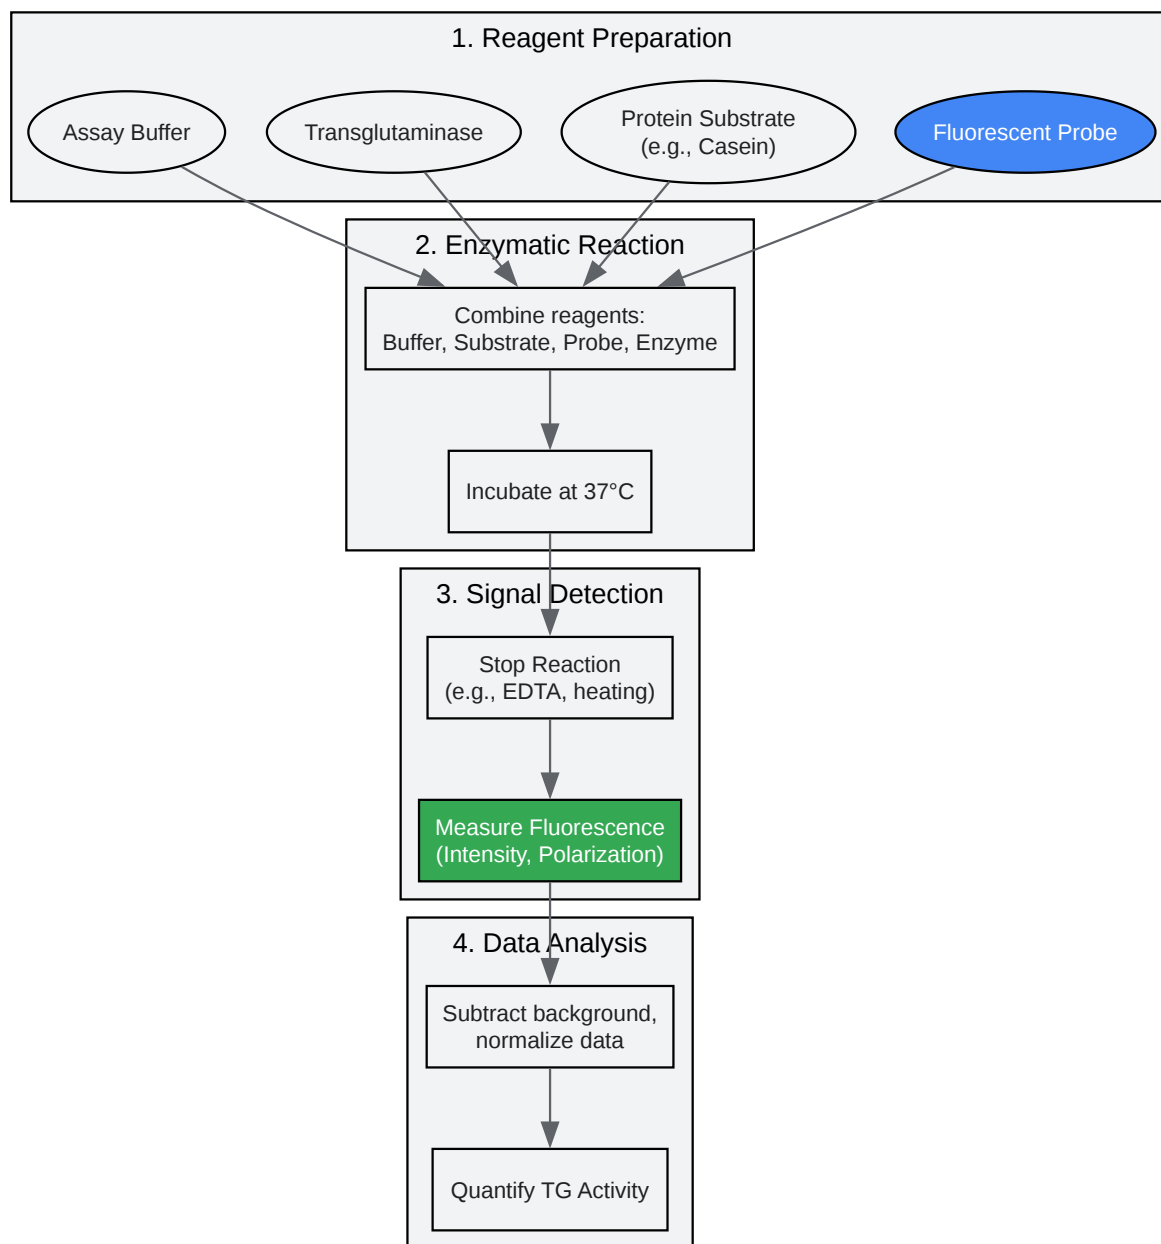 1. Reagent Preparation
Assay Buffer
Transglutaminase
Protein Substrate
(e.g., Casein)
Fluorescent Probe
2. Enzymatic Reaction
Combine reagents:
Buffer, Substrate, Probe, Enzyme
Incubate at 37°C
3. Signal Detection
Stop Reaction
(e.g., EDTA, heating)
Measure Fluorescence
(Intensity, Polarization)
4. Data Analysis
Subtract background,
normalize data
Quantify TG Activity